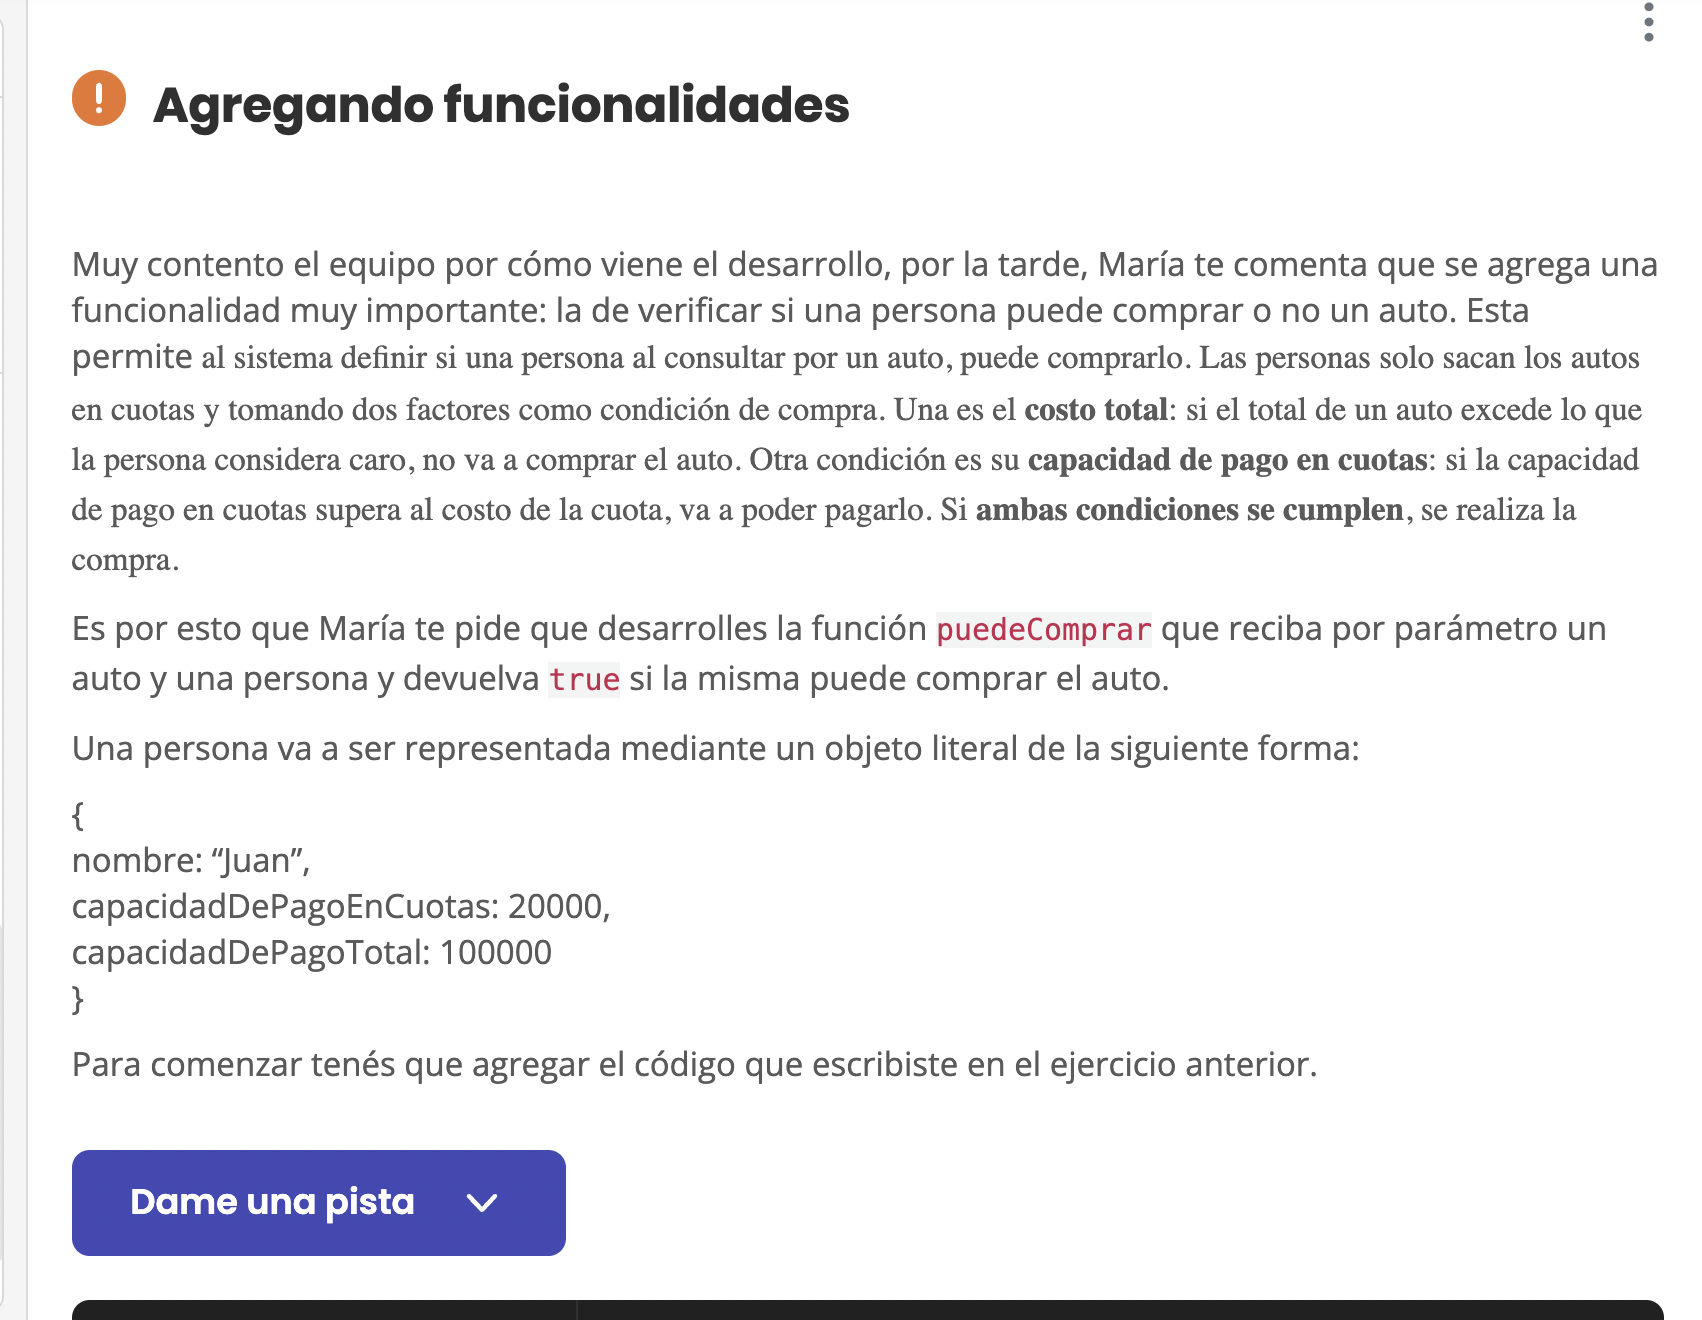 Agregando funcionalidades
Muy contento el equipo por cómo viene el desarrollo, por la tarde, María te comenta que se agrega una
funcionalidad muy importante: la de verificar si una persona puede comprar o no un auto. Esta
permite al sistema definir si una persona al consultar por un auto, puede comprarlo. Las personas solo sacan los autos
en cuotas y tomando dos factores como condición de compra. Una es el costo total: si el total de un auto excede lo que
la persona considera caro, no va a comprar el auto. Otra condición es su capacidad de pago en cuotas: si la capacidad
de pago en cuotas supera al costo de la cuota, va a poder pagarlo. Si ambas condiciones se cumplen, se realiza la
compra.
Es por esto que María te pide que desarrolles la función puedeComprar que reciba por parámetro un
auto y una persona y devuelva true si la misma puede comprar el auto.
Una persona va a ser representada mediante un objeto literal de la siguiente forma:
{
nombre: “Juan”,
capacidadDePagoEnCuotas: 20000,
capacidadDePagoTotal: 100000
}
Para comenzar tenés que agregar el código que escribiste en el ejercicio anterior.
Dame una pista